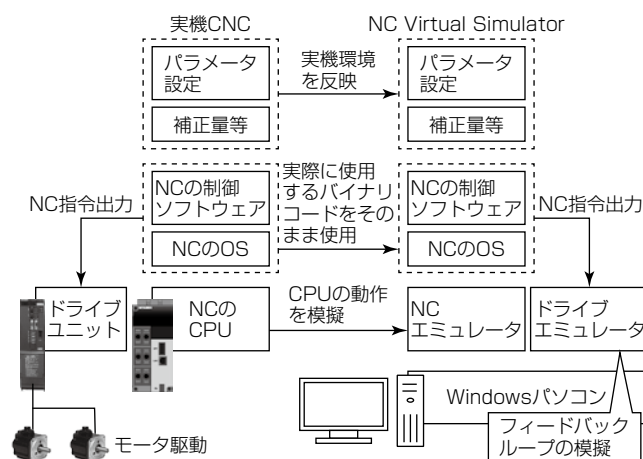 実機CNC
NC Virtual Simulator
パラメータ
設定
補正量等
実機環境
を反映
パラメータ
設定
補正量等
NC指令出力
NCの制御
ソフトウェア
NCのOS
実際に使用
するバイナリ
コードをその
まま使用
NCの制御
ソフトウェア
NCのOS
NC指令出力
ドライブ
ユニット
NCの
CPU
CPUの動作
を模擬
NC
エミュレータ
ドライブ
エミュレータ
モータ駆動
Windowsパソコン
フィードバック
ループの模擬